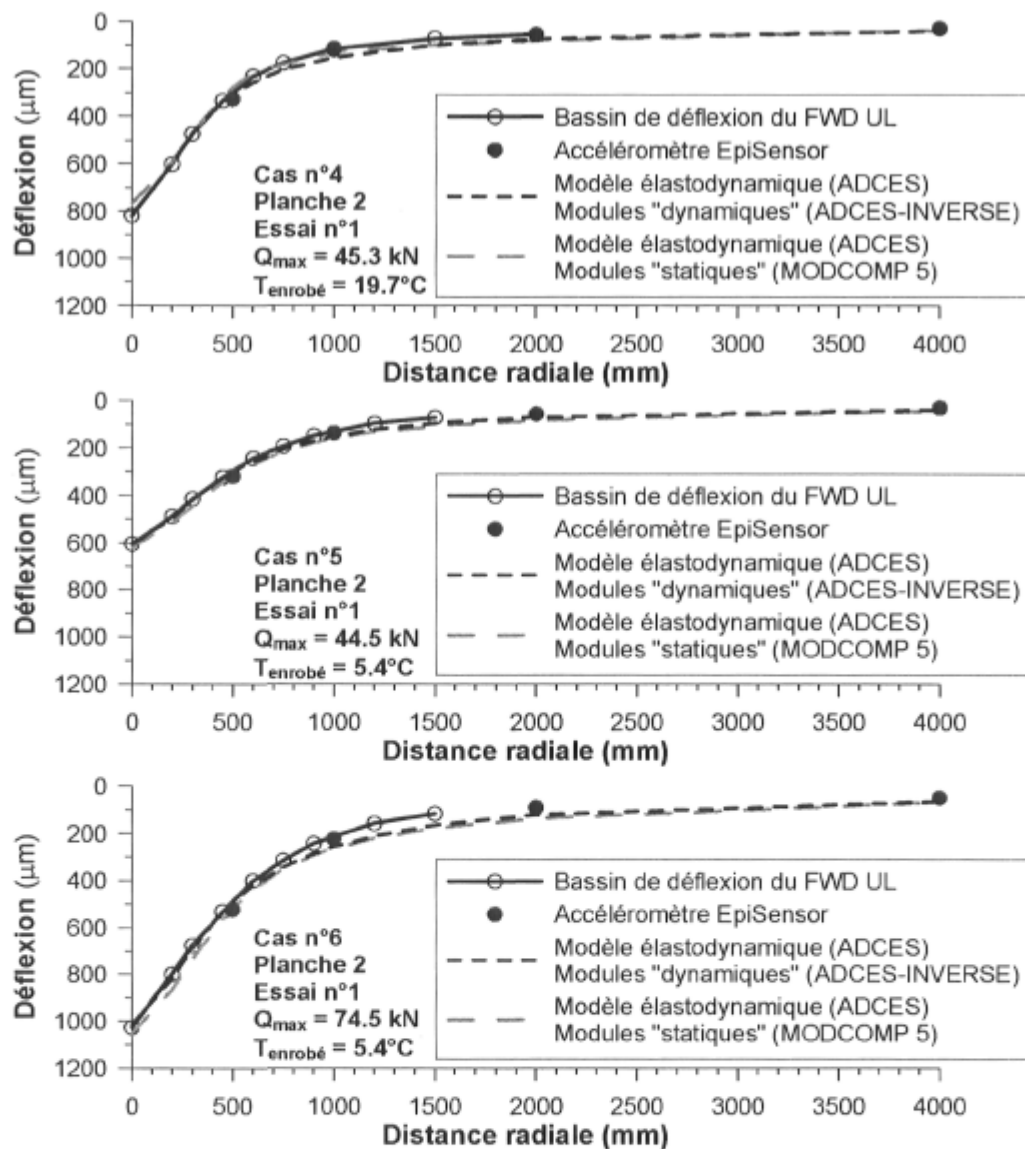 0
200
400
600
800
1000
1200
Déflexion (μm)
Cas n°4
Planche 2
Essai n°1
Qmax = 45.3 kN
Tenrobé = 19.7°C
Bassin de déflexion du FWD UL
Accéléromètre EpiSensor
Modèle élastodynamique (ADCES)
Modules "dynamiques" (ADCES-INVERSE)
Modèle élastodynamique (ADCES)
Modules "statiques" (MODCOMP 5)
0 500 1000 1500 2000 2500 3000 3500 4000
Distance radiale (mm)
0
200
400
600
800
1000
1200
Déflexion (μm)
Cas n°5
Planche 2
Essai n°1
Qmax = 44.5 kN
Tenrobé = 5.4°C
Bassin de déflexion du FWD UL
Accéléromètre EpiSensor
Modèle élastodynamique (ADCES)
Modules "dynamiques" (ADCES-INVERSE)
Modèle élastodynamique (ADCES)
Modules "statiques" (MODCOMP 5)
0 500 1000 1500 2000 2500 3000 3500 4000
Distance radiale (mm)
0
200
400
600
800
1000
1200
Déflexion (μm)
Cas n°6
Planche 2
Essai n°1
Qmax = 74.5 kN
Tenrobé = 5.4°C
Bassin de déflexion du FWD UL
Accéléromètre EpiSensor
Modèle élastodynamique (ADCES)
Modules "dynamiques" (ADCES-INVERSE)
Modèle élastodynamique (ADCES)
Modules "statiques" (MODCOMP 5)
0 500 1000 1500 2000 2500 3000 3500 4000
Distance radiale (mm)